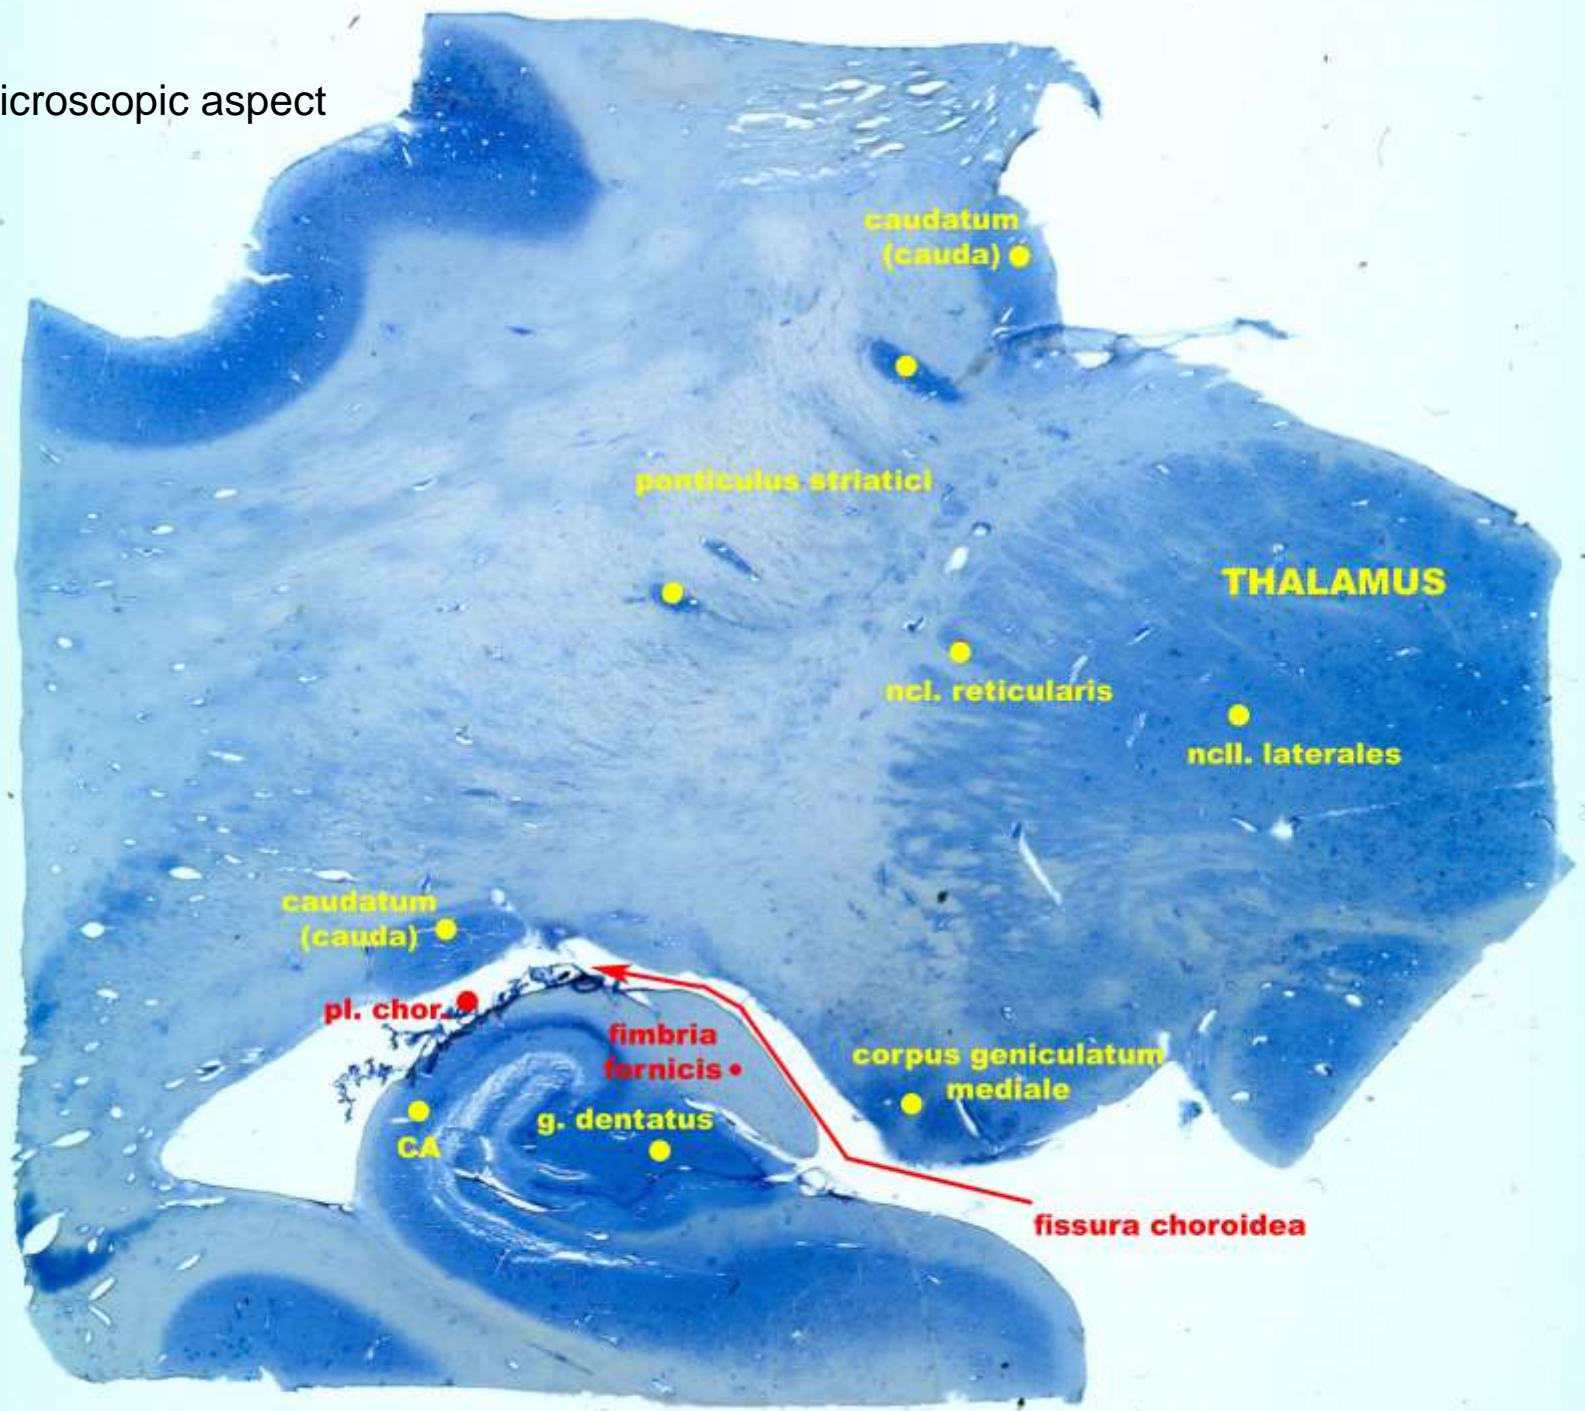 icroscopic aspect
caudatum
(cauda)
ponticulus striatici
THALAMUS
ncl. reticularis
ncll. laterales
caudatum
(cauda)
pl. chor.
fimbria
fornicis
corpus geniculatum
mediale
g. dentatus
CA
fissura choroidea